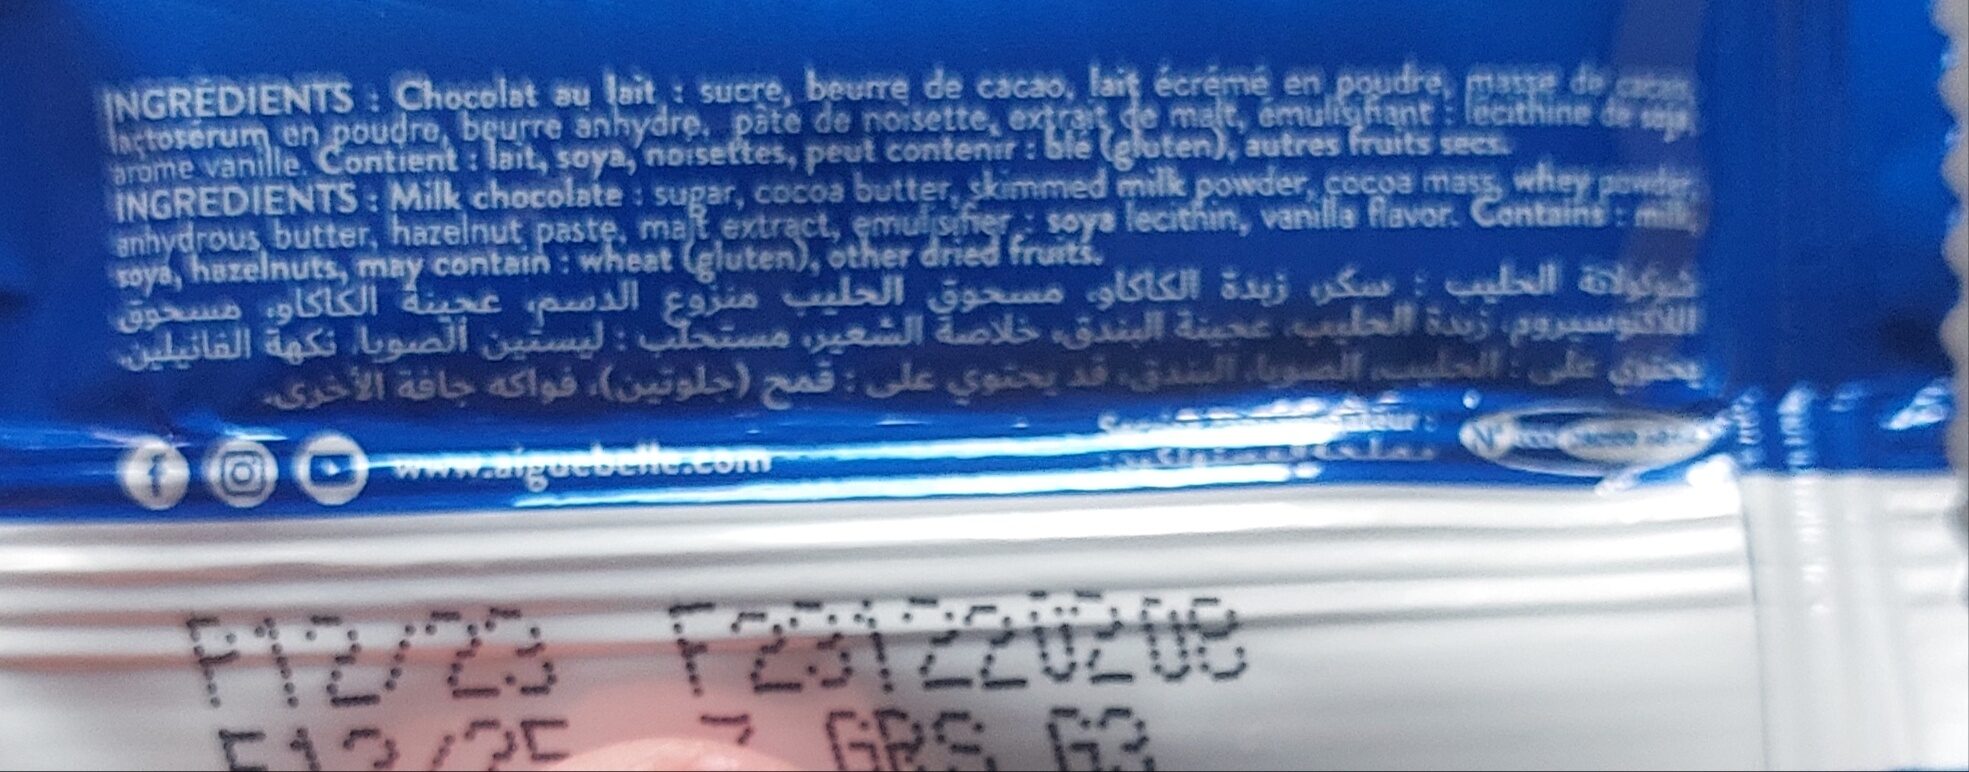 INGRÉDIENTS : Chocolat au lait : sucre, beurre de cacao, lait écrémé en poudre, masse de cacao,
lactosérum en poudre, beurre anhydre, pâte de noisette, extrait de malt, émulisifiant : lécithine de soja,
arome vanille. Contient : lait, soya, noisettes, peut contenir : blé (gluten), autres fruits secs.
INGREDIENTS : Milk chocolate : sugar, cocoa butter, skimmed milk powder, cocoa mass, whey powder,
anhydrous butter, hazelnut paste, malt extract, emulisifier : soya lecithin, vanilla flavor. Contains : milk,
soya, hazelnuts, may contain : wheat (gluten), other dried fruits.
شوكولاتة الحليب : سكر، زبدة الكاكاو، مسحوق الحليب منزوع الدسم، عجينة الكاكاو، مسحوق
اللاكتوسيروم، زبدة الحليب، عجينة البندق، خلاصة الشعير، مستحلب : ليستين الصويا، نكهة الفانيلين.
يحتوي على : الحليب، الصويا، البندق، قد يحتوي على : قمح (جلوتين)، فواكه جافة الأخرى.
www.aiguebelle.com
P12/23 F231220208
E12/25 GRS G3